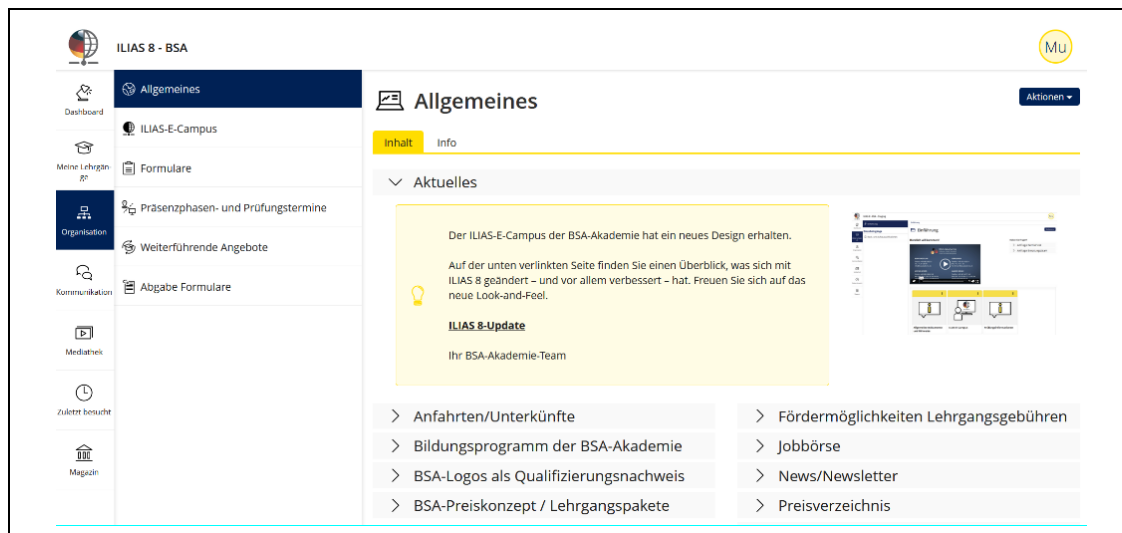 ILIAS 8 - BSA
Mu
Dashboard
Meine Lehrgän
ge
Organisation
Kommunikation
Mediathek
Zuletzt besucht
Magazin
Allgemeines
ILIAS-E-Campus
Formulare
Präsenzphasen- und Prüfungstermine
Weiterführende Angebote
Abgabe Formulare
Allgemeines
Aktionen
Inhalt Info
Aktuelles
Der ILIAS-E-Campus der BSA-Akademie hat ein neues Design erhalten.
Auf der unten verlinkten Seite finden Sie einen Überblick, was sich mit
ILIAS 8 geändert – und vor allem verbessert – hat. Freuen Sie sich auf das
neue Look-and-Feel.
ILIAS 8-Update
Ihr BSA-Akademie-Team
Einführung
Anfahrten/Unterkünfte
Bildungsprogramm der BSA-Akademie
BSA-Logos als Qualifizierungsnachweis
BSA-Preiskonzept / Lehrgangspakete
Fördermöglichkeiten Lehrgangsgebühren
Jobbörse
News/Newsletter
Preisverzeichnis